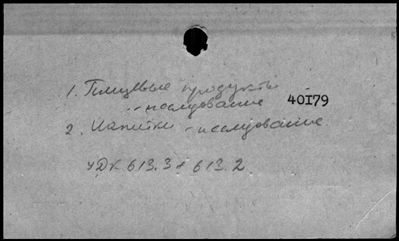 1. Пищевые продукты
- исследование 40179
2. Напитки - исследование
УДК 613.3 + 613.2